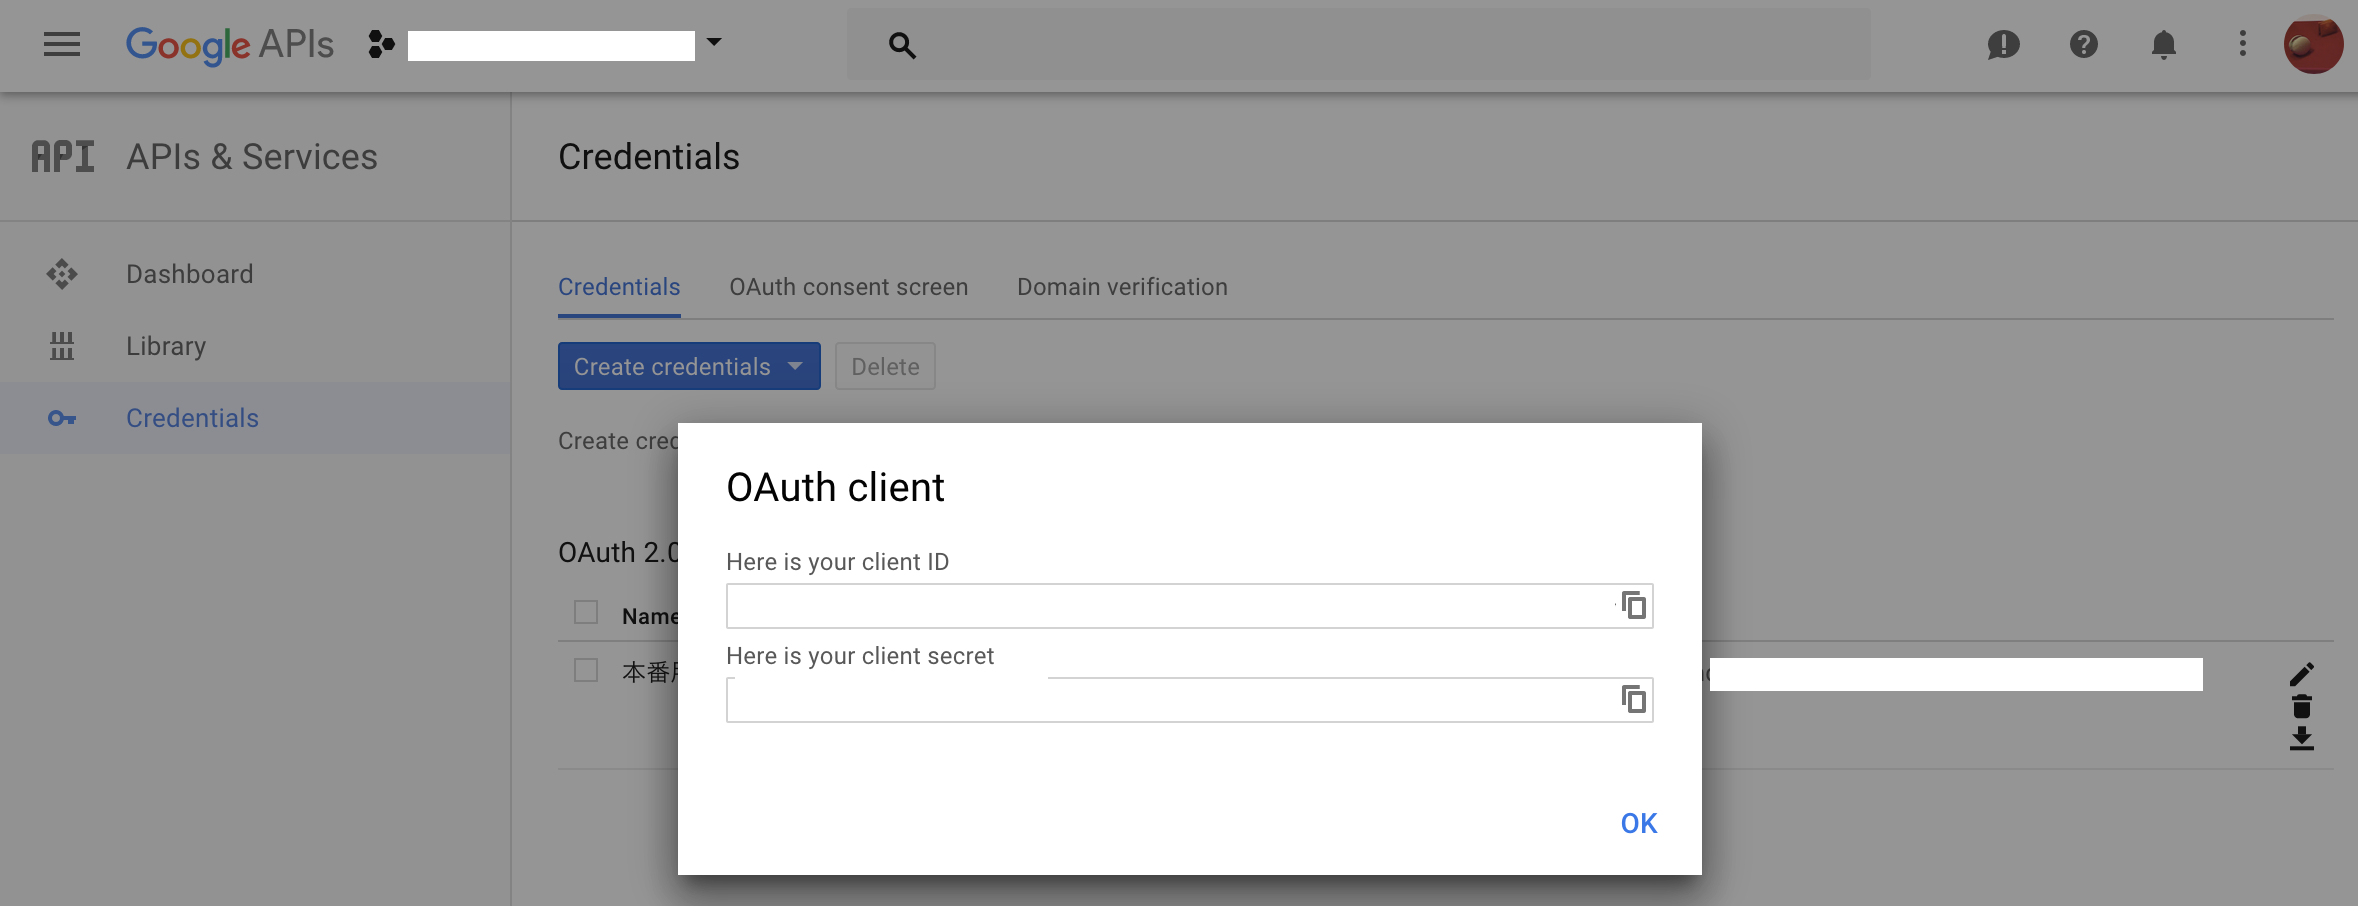 Google APIs
API APIs & Services
Credentials
Dashboard
Library
Credentials
Credentials OAuth consent screen Domain verification
Create credentials Delete
Create
OAuth 2.0
Name
本番
OAuth client
Here is your client ID
Here is your client secret
OK